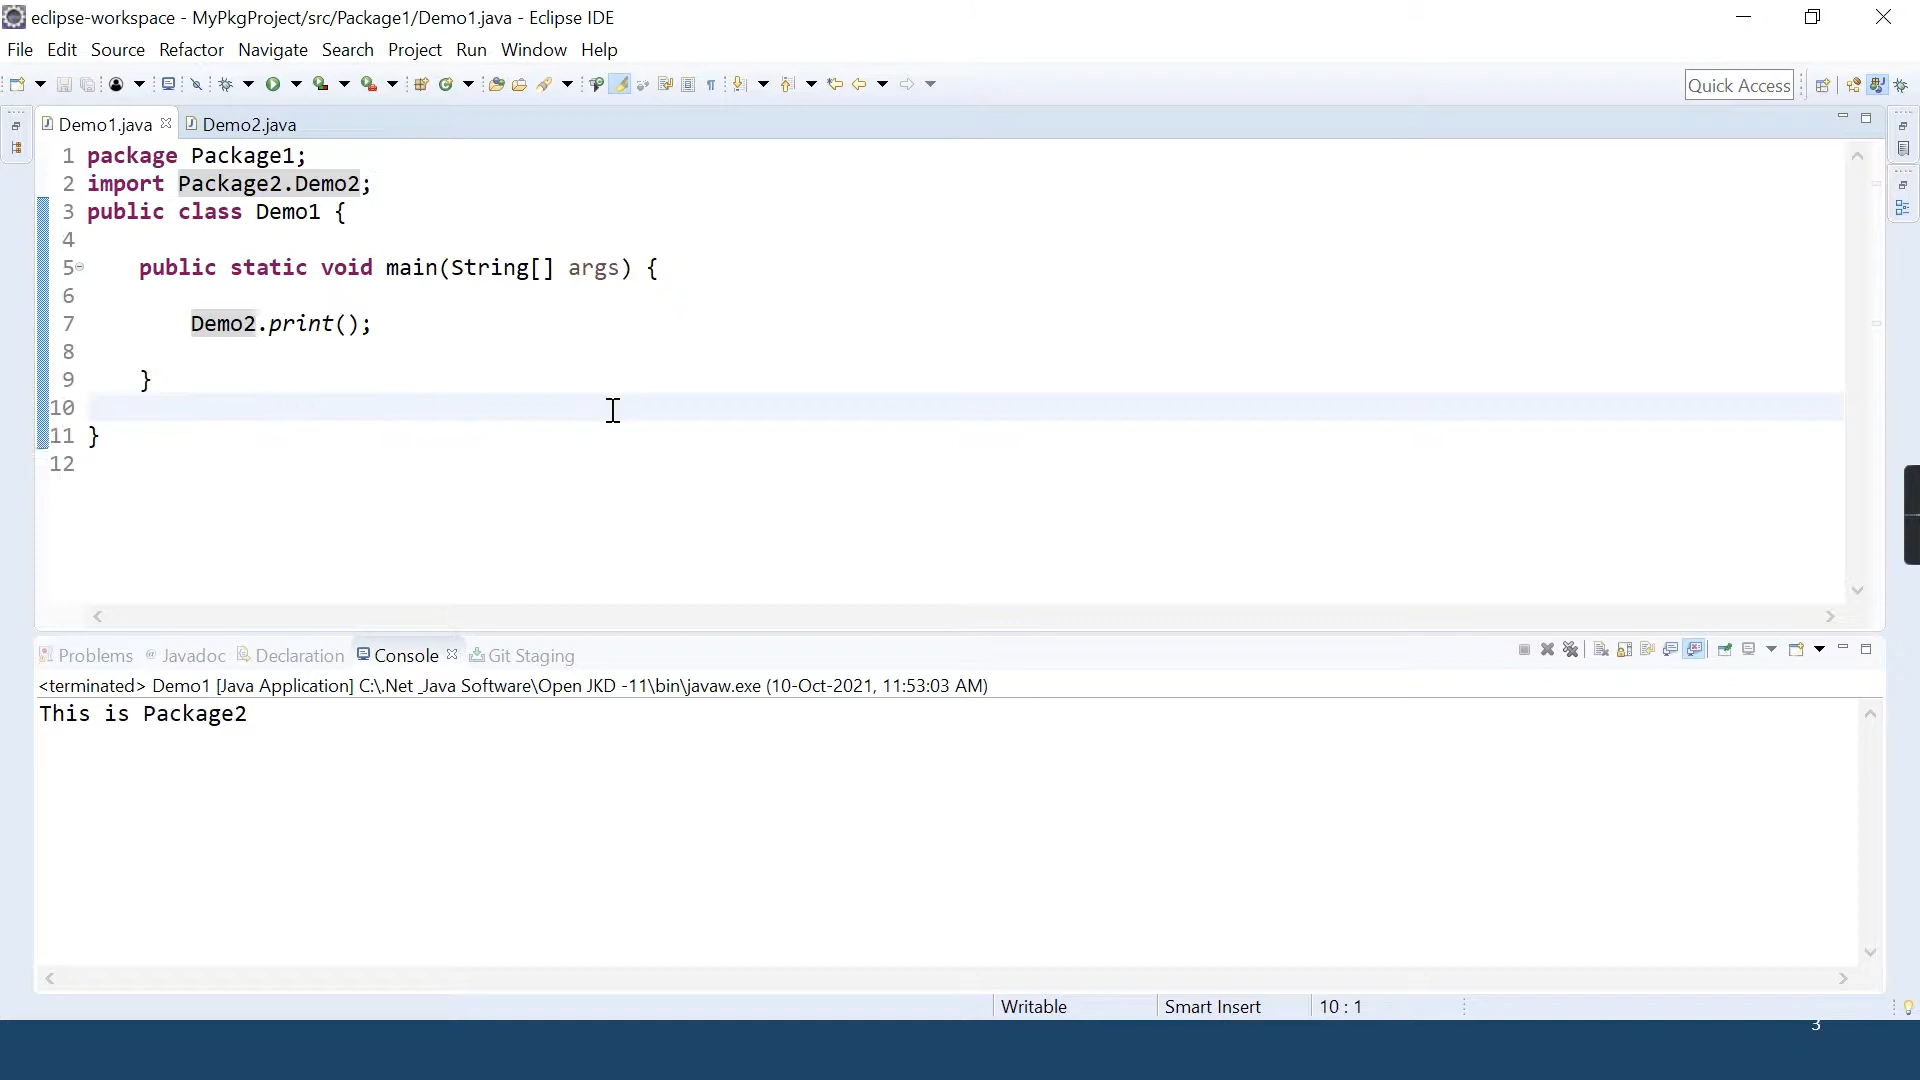 eclipse-workspace - MyPkgProject/src/Package1/Demo1.java - Eclipse IDE
File Edit Source Refactor Navigate Search Project Run Window Help
Quick Access
Demo1.java Demo2.java
1 package Package1;
2 import Package2.Demo2;
3 public class Demo1 {
4
5 public static void main(String[] args) {
6
7 Demo2.print();
8
9 }
10
11 }
12
Problems @ Javadoc Declaration Console Git Staging
<terminated> Demo1 [Java Application] C:\.Net _Java Software\Open JKD -11\bin\javaw.exe (10-Oct-2021, 11:53:03 AM)
This is Package2
Writable Smart Insert 10 : 1
3